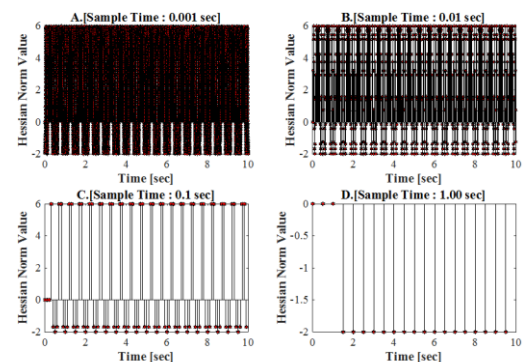 A.[Sample Time : 0.001 sec]
Hessian Norm Value
6
4
2
0
-2
0 2 4 6 8 10
Time [sec]
B.[Sample Time : 0.01 sec]
Hessian Norm Value
6
4
2
0
-2
0 2 4 6 8 10
Time [sec]
C.[Sample Time : 0.1 sec]
Hessian Norm Value
6
4
2
0
-2
0 2 4 6 8 10
Time [sec]
D.[Sample Time : 1.00 sec]
Hessian Norm Value
0
-0.5
-1
-1.5
-2
0 2 4 6 8 10
Time [sec]